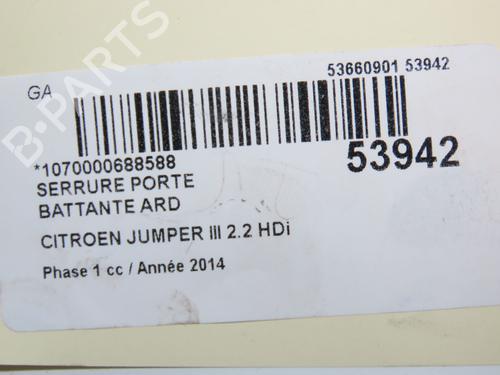 53660901 53942
GA
*1070000688588
53942
SERRURE PORTE
BATTANTE ARD
CITROEN JUMPER III 2.2 HDi
Phase 1 cc / Année 2014
B-PARTS